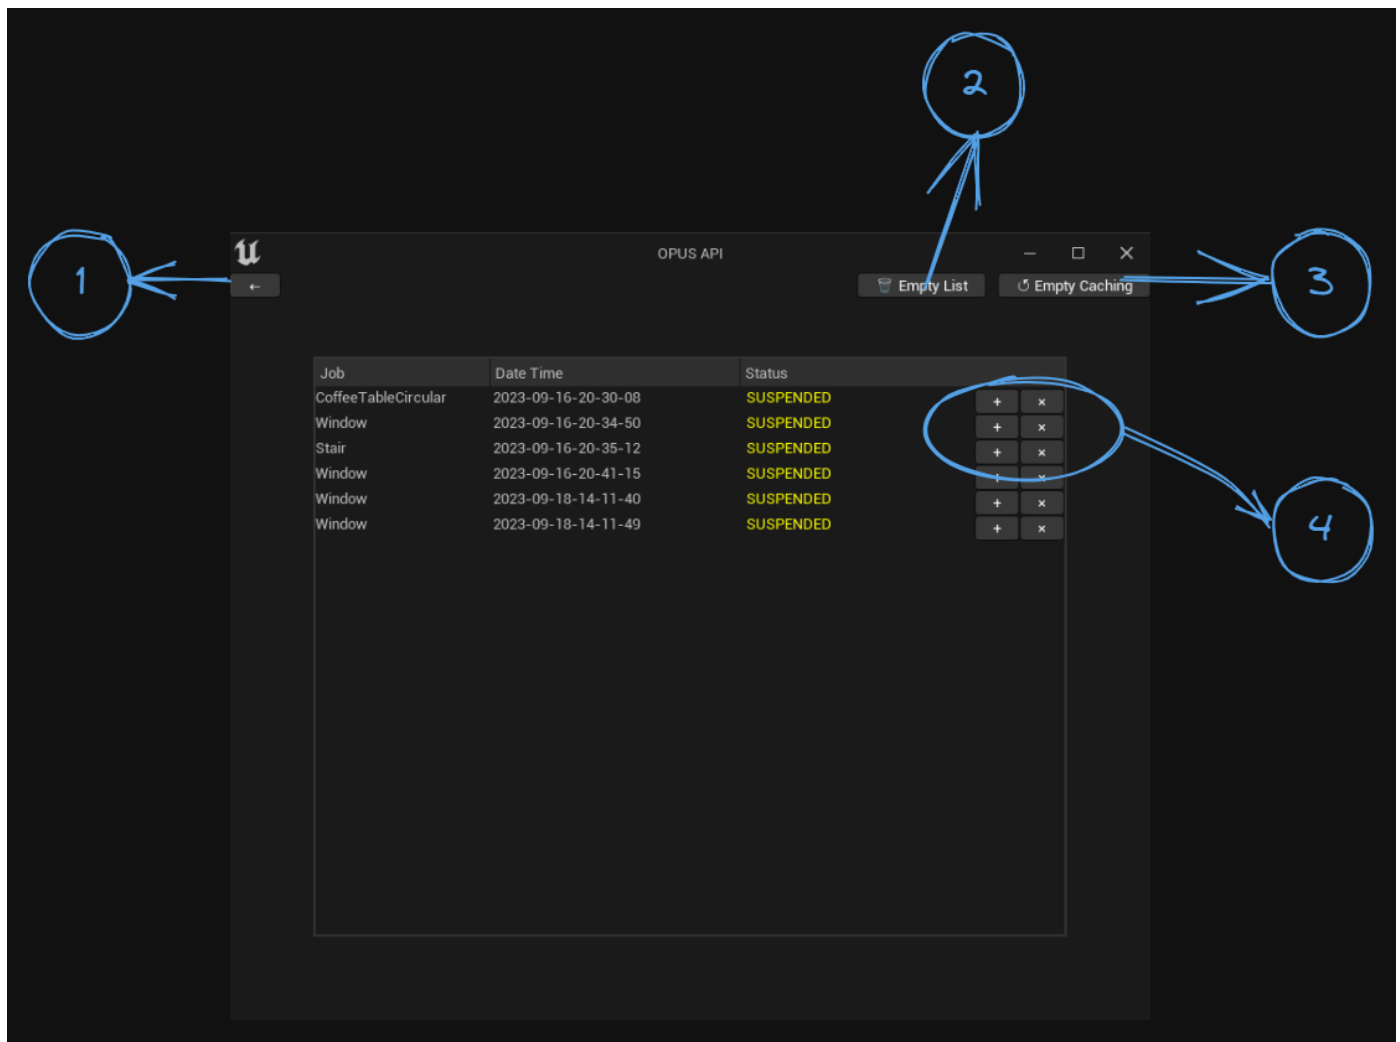 2
1
OPUS API
3
← Empty List Empty Caching
Job Date Time Status
CoffeeTableCircular 2023-09-16-20-30-08 SUSPENDED + ×
Window 2023-09-16-20-34-50 SUSPENDED + ×
Stair 2023-09-16-20-35-12 SUSPENDED + ×
Window 2023-09-16-20-41-15 SUSPENDED + ×
Window 2023-09-18-14-11-40 SUSPENDED + ×
Window 2023-09-18-14-11-49 SUSPENDED + ×
4